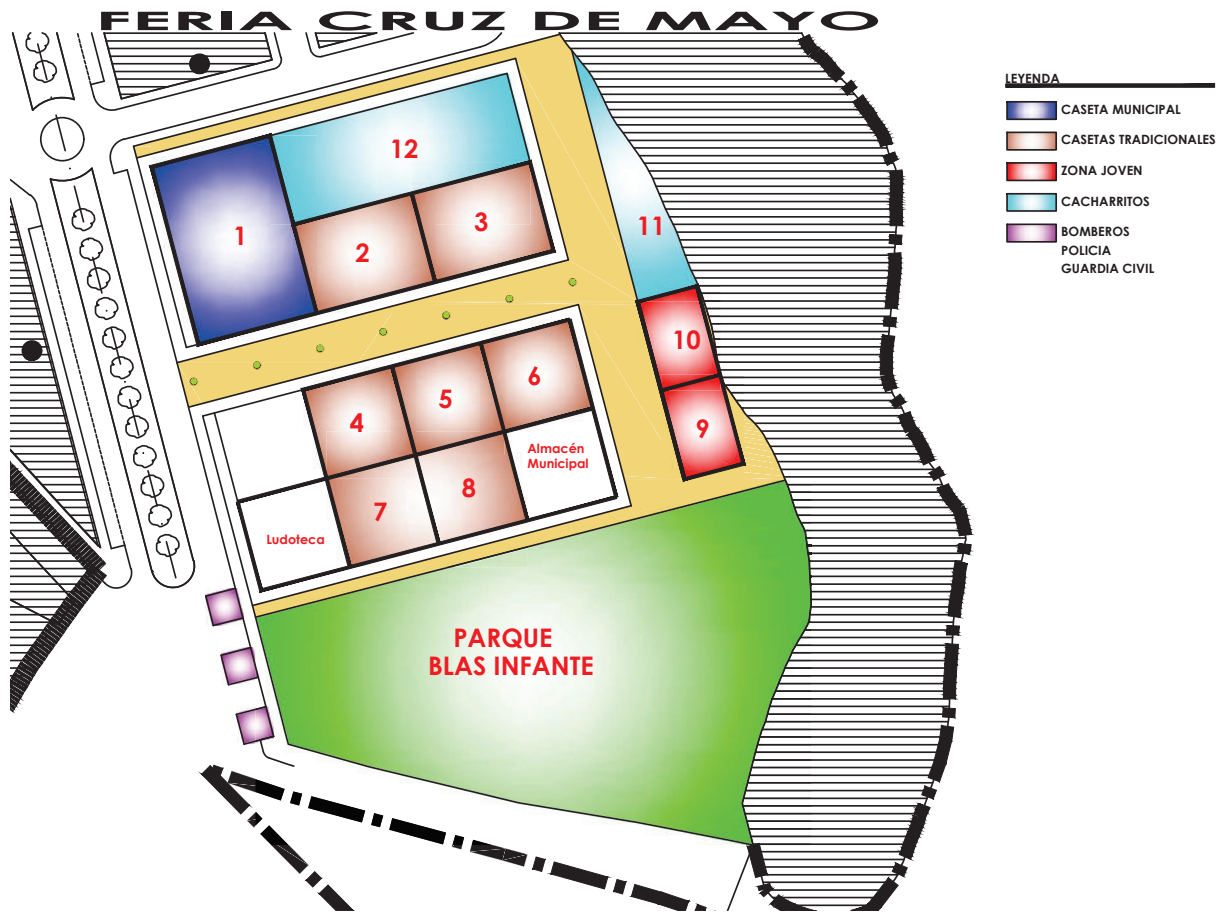 FERIA CRUZ DE MAYO
LEYENDA
CASETA MUNICIPAL
CASETAS TRADICIONALES
ZONA JOVEN
CACHARRITOS
BOMBEROS
POLICIA
GUARDIA CIVIL
12
1
2
3
11
10
9
4
5
6
7
8
Almacén
Municipal
Ludoteca
PARQUE
BLAS INFANTE